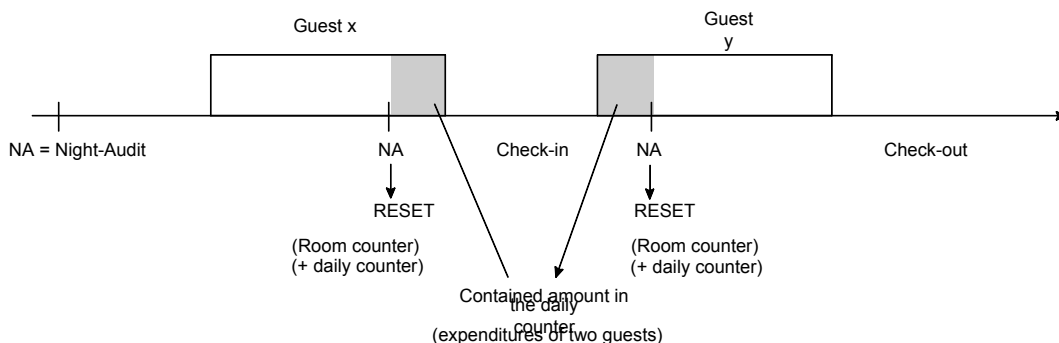 Guest x
Guest
y
NA = Night-Audit
NA
Check-in
NA
Check-out
RESET
RESET
(Room counter)
(+ daily counter)
(Room counter)
(+ daily counter)
Contained amount in
the daily
counter
(expenditures of two guests)